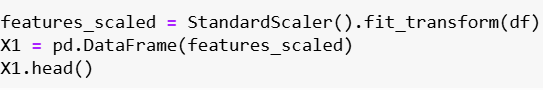 features_scaled = StandardScaler().fit_transform(df)
X1 = pd.DataFrame(features_scaled)
X1.head()